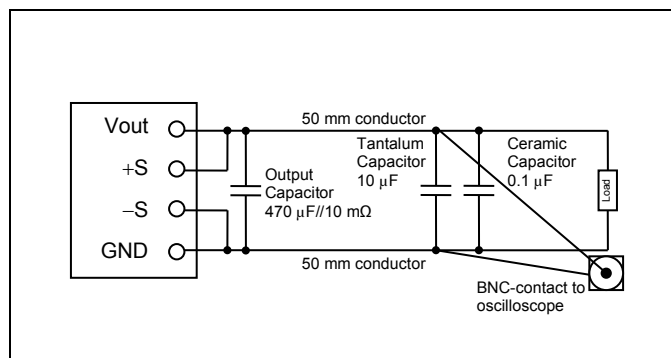 Vout
+S
−S
GND
50 mm conductor
Output
Capacitor
470 μF//10 mΩ
Tantalum
Capacitor
10 μF
Ceramic
Capacitor
0.1 μF
Load
50 mm conductor
BNC-contact to
oscilloscope